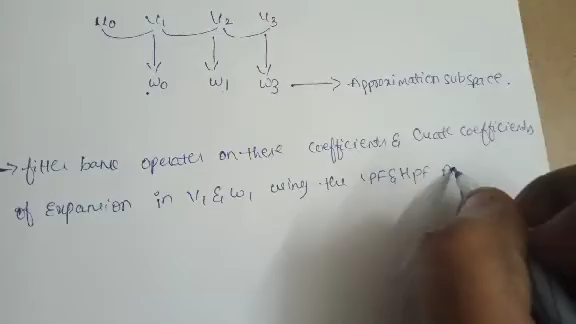 V0 V1 V2 V3
W0 W1 W3 → Approximation subspace.
→ filter bank operates on these coefficients & create coefficients
of expansion in V1 & W1 using the LPF & HPF